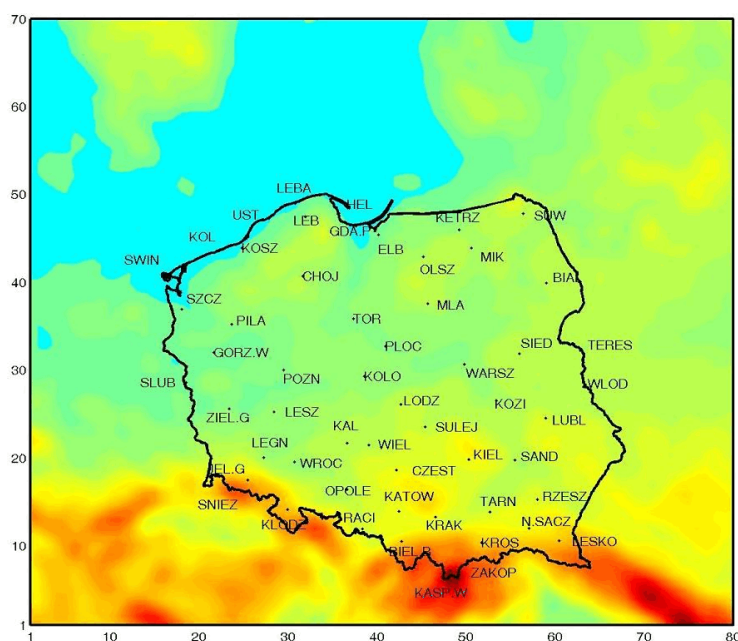 70
60
50
40
30
20
10
1
LEBA
HEL
UST
LEB
KETRZ
SUW
GDA.P
KOL
KOSZ
ELB
MIK
SWIN
OLSZ
CHOJ
BIAL
SZCZ
MLA
PILA
TOR
GORZ.W
PLOC
SIED
TERES
SLUB
POZN
KOLO
WARSZ
WLOD
ZIEL.G
LESZ
LODZ
KOZI
LUBL
KAL
SULEJ
LEGN
WIEL
WROC
CZEST
KIEL
SAND
JEL.G
SNIEZ
OPOLE
KATOW
TARN
RZESZ
KLODZ
RACI
KRAK
N.SACZ
BIEL.B
KROS
LESKO
ZAKOP
KASP.W
1 10 20 30 40 50 60 70 80